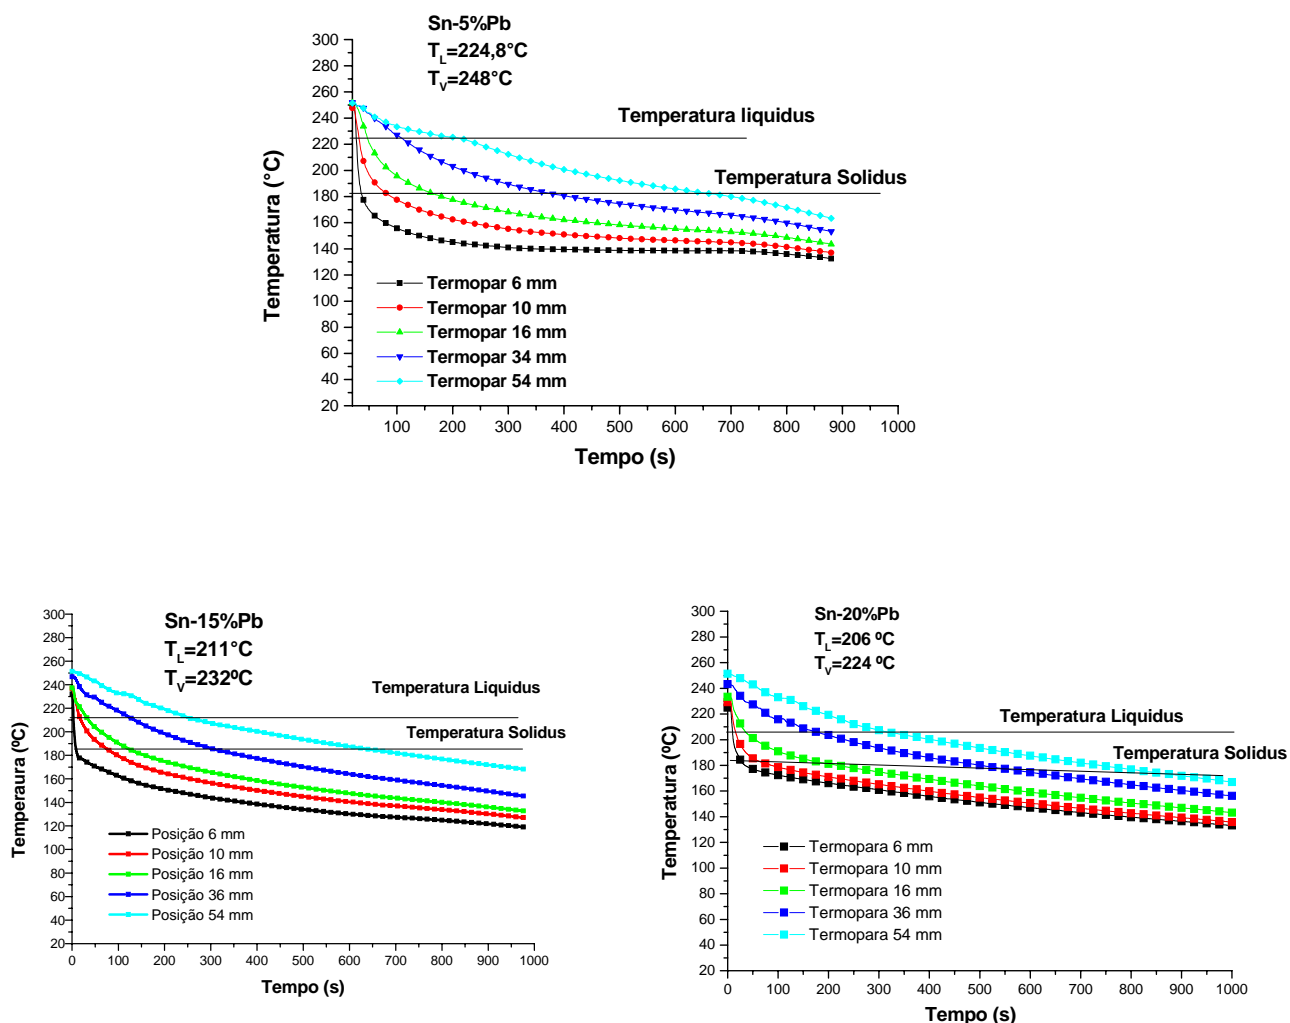 Sn-5%Pb
TL=224,8°C
TV=248°C
Temperatura liquidus
Temperatura Solidus
300
280
260
240
220
200
180
160
140
120
100
80
60
40
20
Temperatura (°C)
Termopar 6 mm
Termopar 10 mm
Termopar 16 mm
Termopar 34 mm
Termopar 54 mm
100 200 300 400 500 600 700 800 900 1000
Tempo (s)
Sn-15%Pb
TL=211°C
TV=232ºC
Temperatura Liquidus
Temperatura Solidus
300
280
260
240
220
200
180
160
140
120
100
80
60
40
20
Temperaura (ºC)
Posição 6 mm
Posição 10 mm
Posição 16 mm
Posição 36 mm
Posição 54 mm
0 100 200 300 400 500 600 700 800 900 1000
Tempo (s)
Sn-20%Pb
TL=206 ºC
TV=224 ºC
Temperatura Liquidus
Temperatura Solidus
300
280
260
240
220
200
180
160
140
120
100
80
60
40
20
Temperatura (ºC)
Termopara 6 mm
Termopara 10 mm
Termopara 16 mm
Termopara 36 mm
Termopara 54 mm
0 100 200 300 400 500 600 700 800 900 1000
Tempo (s)